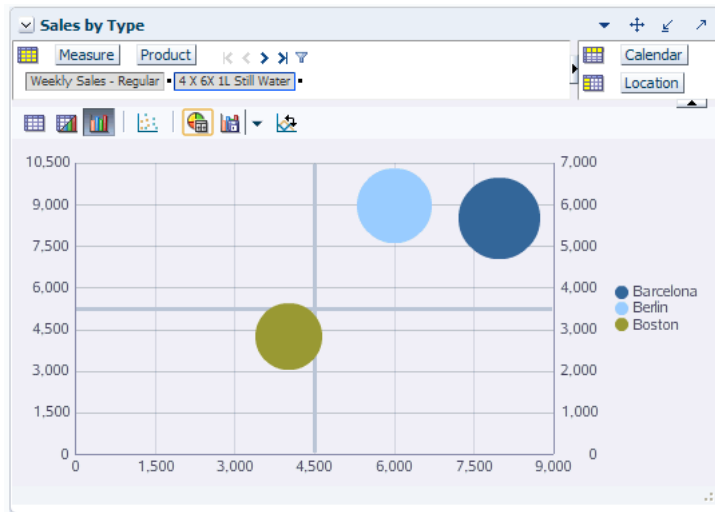 Sales by Type
Measure Product Calendar
Weekly Sales - Regular 4 X 6X 1L Still Water Location
10,500 7,000
9,000 6,000
7,500 5,000
6,000 4,000
Barcelona
Berlin
4,500 3,000 Boston
3,000 2,000
1,500 1,000
0 0
0 1,500 3,000 4,500 6,000 7,500 9,000